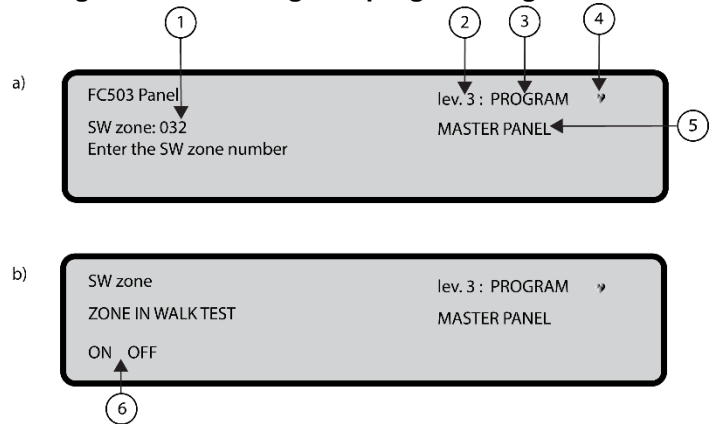 1 2 3 4
a)
FC503 Panel lev. 3 : PROGRAM
SW zone: 032 MASTER PANEL 5
Enter the SW zone number
b)
SW zone lev. 3 : PROGRAM
ZONE IN WALK TEST MASTER PANEL
ON OFF
6